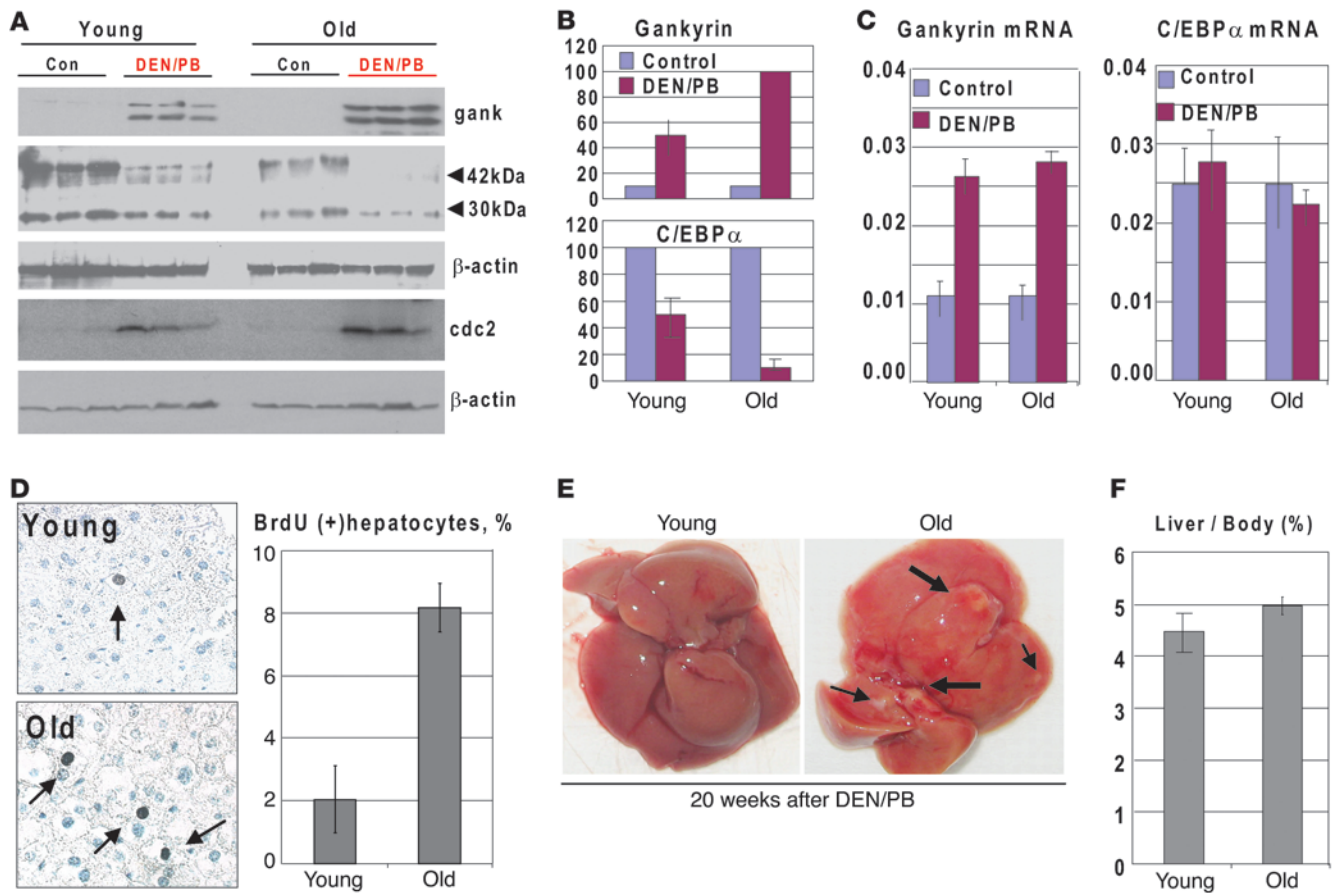 A
Young Old
Con DEN/PB Con DEN/PB
gank
42kDa
30kDa
β-actin
cdc2
β-actin
B
Gankyrin
120
100
80
60
40
20
0
Control
DEN/PB
C/EBPα
120
100
80
60
40
20
0
Young Old
C
Gankyrin mRNA
0.04
0.03
0.02
0.01
0.00
Control
DEN/PB
Young Old
C/EBPα mRNA
0.04
0.03
0.02
0.01
0.00
Control
DEN/PB
Young Old
D
Young
Old
BrdU (+)hepatocytes, %
10
8
6
4
2
0
Young Old
E
Young Old
20 weeks after DEN/PB
F
Liver / Body (%)
6
5
4
3
2
1
0
Young Old